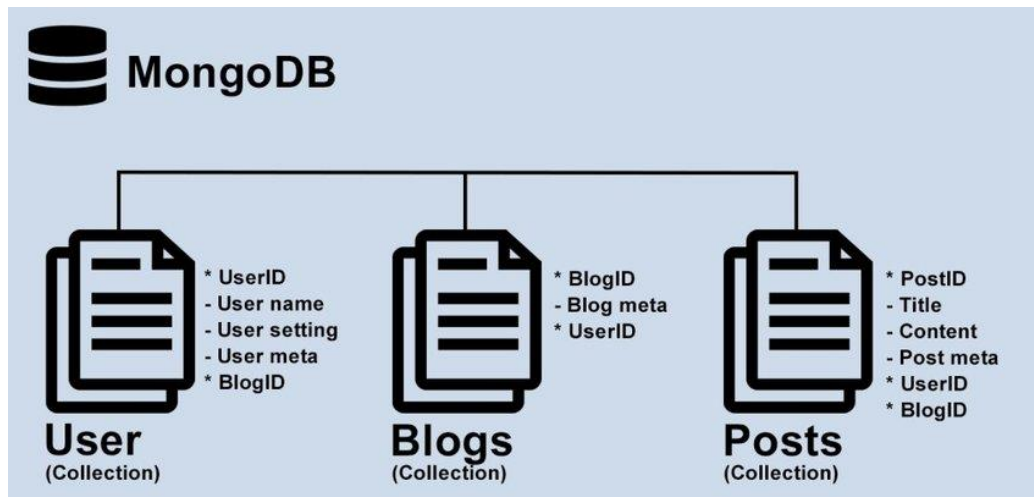 MongoDB
* UserID
- User name
- User setting
- User meta
* BlogID
User
(Collection)
* BlogID
- Blog meta
* UserID
Blogs
(Collection)
* PostID
- Title
- Content
- Post meta
* UserID
* BlogID
Posts
(Collection)